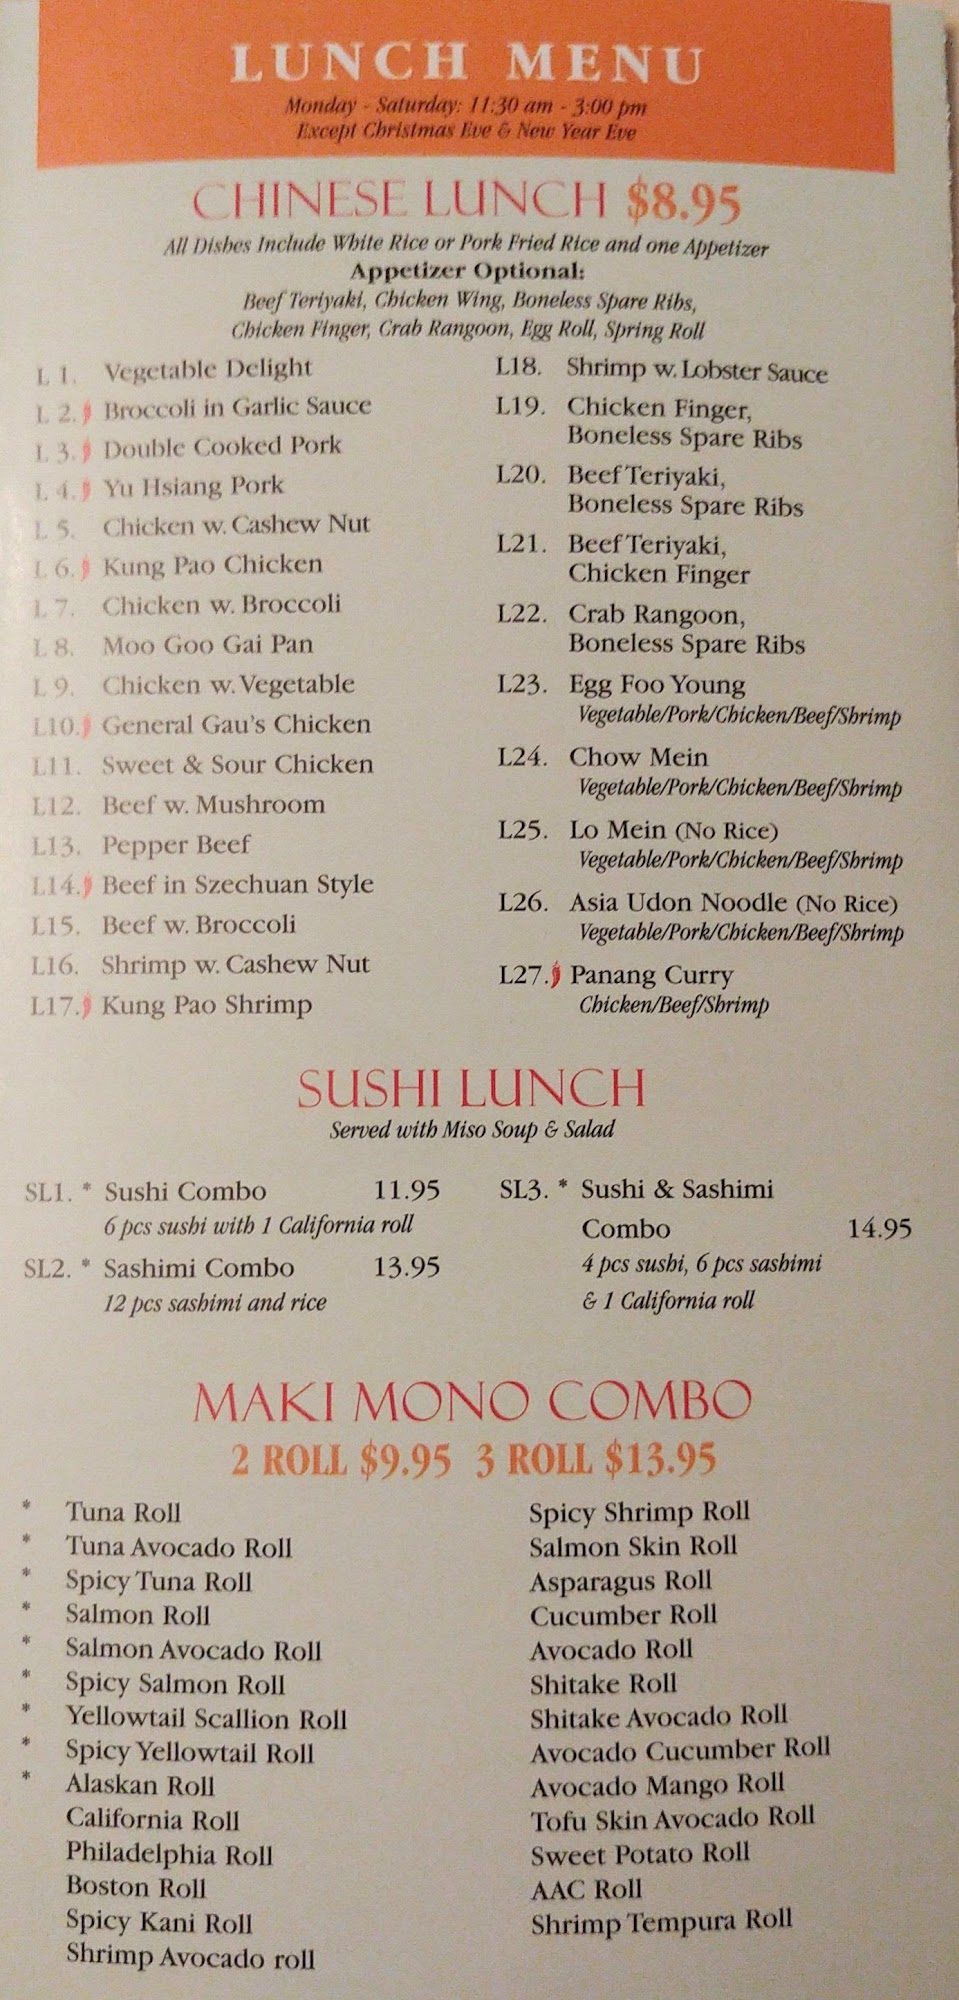 LUNCH MENU
Monday - Saturday: 11:30 am - 3:00 pm
Except Christmas Eve & New Year Eve
CHINESE LUNCH $8.95
All Dishes Include White Rice or Pork Fried Rice and one Appetizer
Appetizer Optional:
Beef Teriyaki, Chicken Wing, Boneless Spare Ribs,
Chicken Finger, Crab Rangoon, Egg Roll, Spring Roll
L 1. Vegetable Delight
L 2. Broccoli in Garlic Sauce
L 3. Double Cooked Pork
L 4. Yu Hsiang Pork
L 5. Chicken w. Cashew Nut
L 6. Kung Pao Chicken
L 7. Chicken w. Broccoli
L 8. Moo Goo Gai Pan
L 9. Chicken w. Vegetable
L10. General Gau's Chicken
L11. Sweet & Sour Chicken
L12. Beef w. Mushroom
L13. Pepper Beef
L14. Beef in Szechuan Style
L15. Beef w. Broccoli
L16. Shrimp w. Cashew Nut
L17. Kung Pao Shrimp
L18. Shrimp w. Lobster Sauce
L19. Chicken Finger,
Boneless Spare Ribs
L20. Beef Teriyaki,
Boneless Spare Ribs
L21. Beef Teriyaki,
Chicken Finger
L22. Crab Rangoon,
Boneless Spare Ribs
L23. Egg Foo Young
Vegetable/Pork/Chicken/Beef/Shrimp
L24. Chow Mein
Vegetable/Pork/Chicken/Beef/Shrimp
L25. Lo Mein (No Rice)
Vegetable/Pork/Chicken/Beef/Shrimp
L26. Asia Udon Noodle (No Rice)
Vegetable/Pork/Chicken/Beef/Shrimp
L27. Panang Curry
Chicken/Beef/Shrimp
SUSHI LUNCH
Served with Miso Soup & Salad
SL1. * Sushi Combo 11.95
6 pcs sushi with 1 California roll
SL2. * Sashimi Combo 13.95
12 pcs sashimi and rice
SL3. * Sushi & Sashimi
Combo 14.95
4 pcs sushi, 6 pcs sashimi
& 1 California roll
MAKI MONO COMBO
2 ROLL $9.95 3 ROLL $13.95
* Tuna Roll
* Tuna Avocado Roll
* Spicy Tuna Roll
* Salmon Roll
* Salmon Avocado Roll
* Spicy Salmon Roll
* Yellowtail Scallion Roll
* Spicy Yellowtail Roll
* Alaskan Roll
California Roll
Philadelphia Roll
Boston Roll
Spicy Kani Roll
Shrimp Avocado roll
Spicy Shrimp Roll
Salmon Skin Roll
Asparagus Roll
Cucumber Roll
Avocado Roll
Shitake Roll
Shitake Avocado Roll
Avocado Cucumber Roll
Avocado Mango Roll
Tofu Skin Avocado Roll
Sweet Potato Roll
AAC Roll
Shrimp Tempura Roll